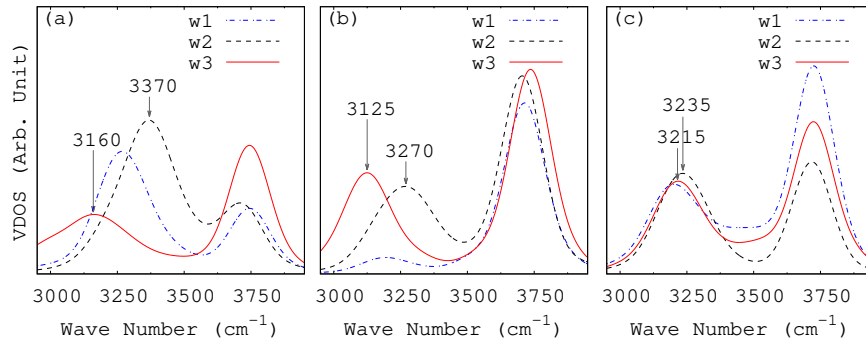 (a)
w1
w2
w3
3370
3160
VDOS (Arb. Unit)
3000 3250 3500 3750
Wave Number (cm⁻¹)
(b)
w1
w2
w3
3125
3270
3000 3250 3500 3750
Wave Number (cm⁻¹)
(c)
w1
w2
w3
3235
3215
3000 3250 3500 3750
Wave Number (cm⁻¹)